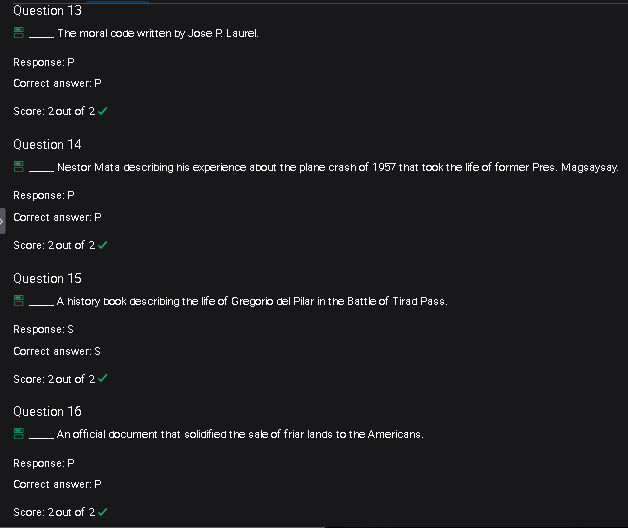 Question 13
_____ The moral code written by Jose P. Laurel.
Response: P
Correct answer: P
Score: 2 out of 2 ✓
Question 14
_____ Nestor Mata describing his experience about the plane crash of 1957 that took the life of former Pres. Magsaysay.
Response: P
Correct answer: P
Score: 2 out of 2 ✓
Question 15
_____ A history book describing the life of Gregorio del Pilar in the Battle of Tirad Pass.
Response: S
Correct answer: S
Score: 2 out of 2 ✓
Question 16
_____ An official document that solidified the sale of friar lands to the Americans.
Response: P
Correct answer: P
Score: 2 out of 2 ✓